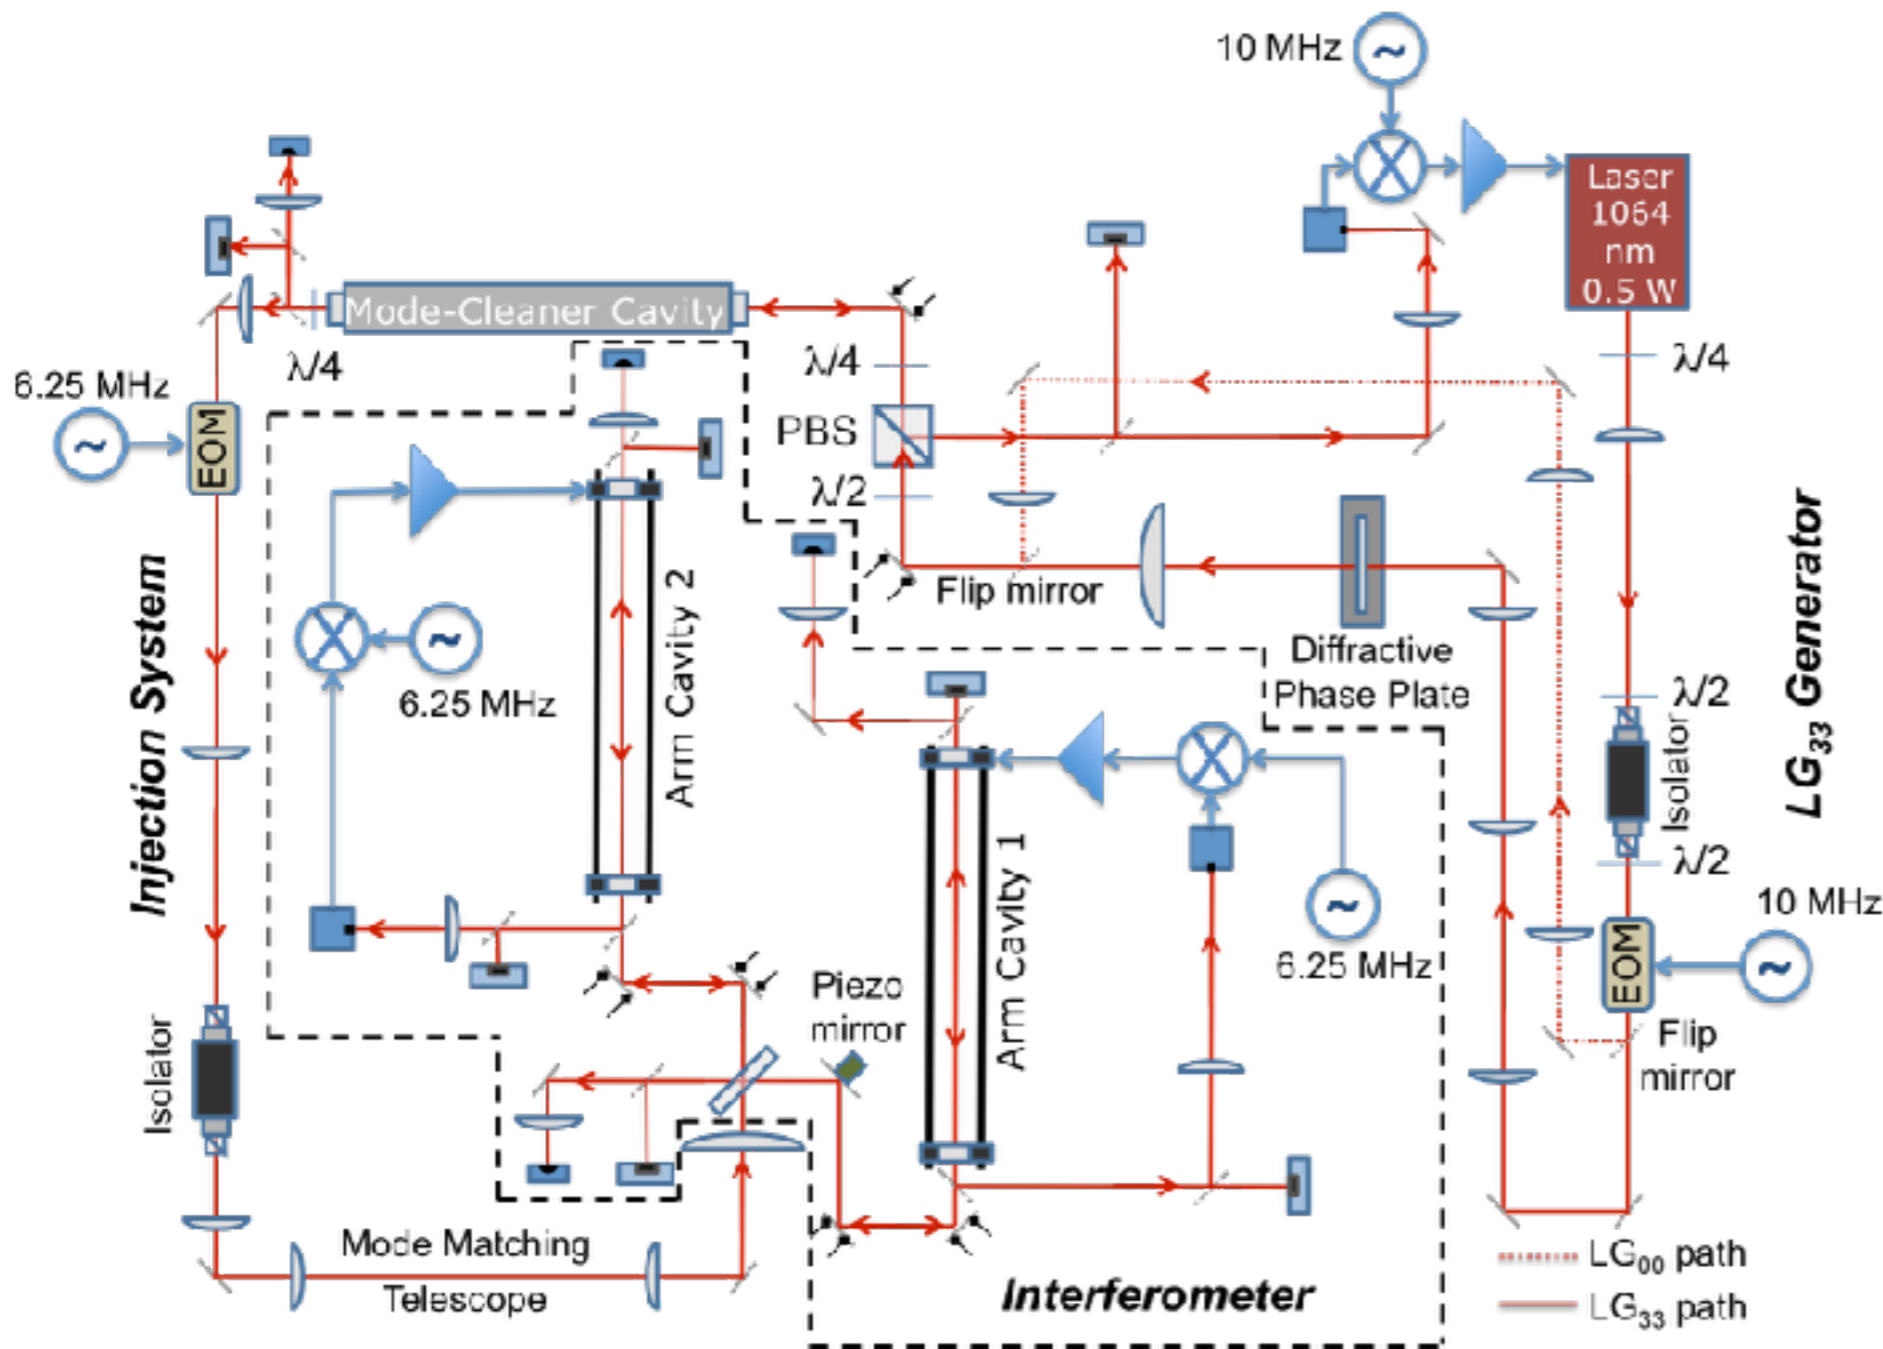 10 MHz
~
Laser
1064
nm
0.5 W
Mode-Cleaner Cavity
λ/4
λ/4
λ/4
6.25 MHz
~
EOM
PBS
λ/2
Injection System
Arm Cavity 2
~
6.25 MHz
Flip mirror
Diffractive
Phase Plate
LG33 Generator
λ/2
Isolator
λ/2
10 MHz
~
EOM
Flip
mirror
Arm Cavity 1
~
6.25 MHz
Piezo
mirror
Isolator
Mode Matching
Telescope
Interferometer
LG00 path
LG33 path